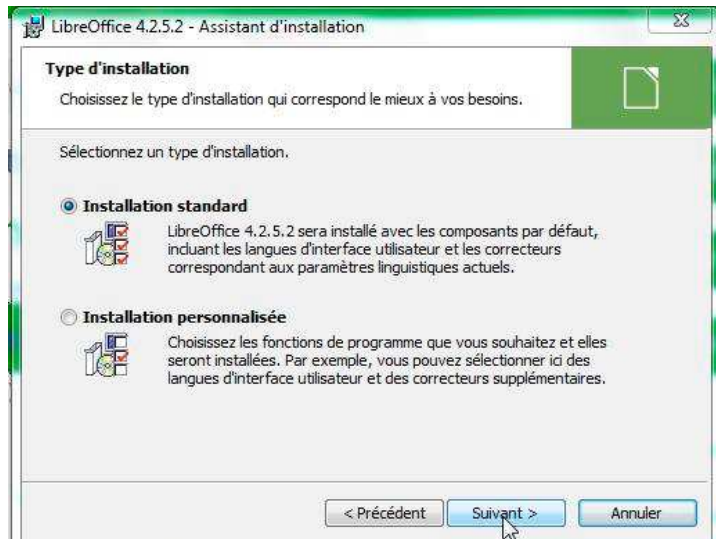 LibreOffice 4.2.5.2 - Assistant d'installation
Type d'installation
Choisissez le type d'installation qui correspond le mieux à vos besoins.
Sélectionnez un type d'installation.
Installation standard
LibreOffice 4.2.5.2 sera installé avec les composants par défaut,
incluant les langues d'interface utilisateur et les correcteurs
correspondant aux paramètres linguistiques actuels.
Installation personnalisée
Choisissez les fonctions de programme que vous souhaitez et elles
seront installées. Par exemple, vous pouvez sélectionner ici des
langues d'interface utilisateur et des correcteurs supplémentaires.
< Précédent Suivant > Annuler